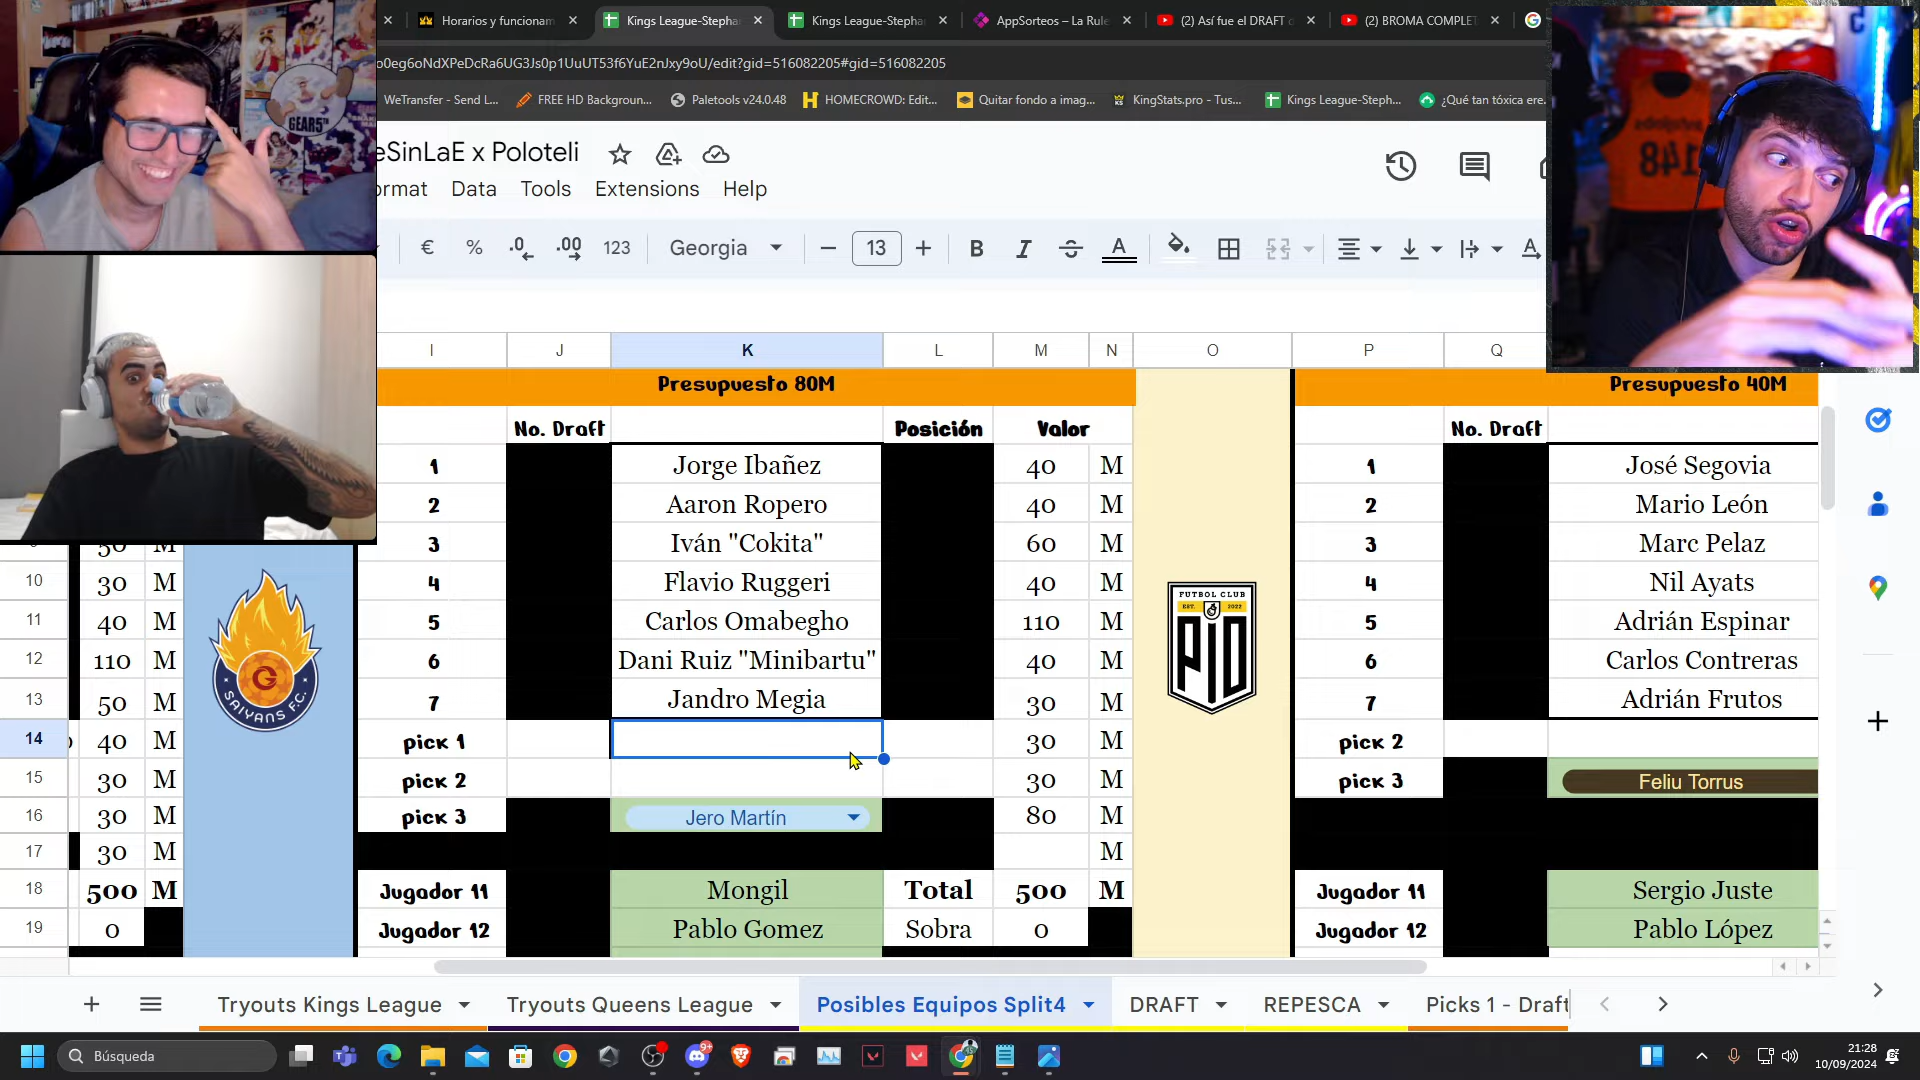 Horarios y funcionam
Kings League-Stepha
Kings League-Stepha
AppSorteos – La Rule
(2) Así fue el DRAFT
(2) BROMA COMPLET
o0eg6oNdXPeDcRa6UG3Js0p1UuUT53f6YuE2nJxy9oU/edit?gid=516082205#gid=516082205
WeTransfer - Send L...
FREE HD Backgroun...
Paletools v24.0.48
HOMECROWD: Edit...
Quitar fondo a imag...
KingStats.pro - Tus...
Kings League-Steph...
¿Qué tan tóxica ere.
eSinLaE x Poloteli
ormat Data Tools Extensions Help
€ % .0 .00 123 Georgia 13 B I A A
I J K L M N O P Q
Presupuesto 80M
Presupuesto 40M
No. Draft Posición Valor No. Draft
1 Jorge Ibañez 40 M 1 José Segovia
2 Aaron Ropero 40 M 2 Mario León
50 M 3 Iván "Cokita" 60 M 3 Marc Pelaz
10 30 M 4 Flavio Ruggeri 40 M 4 Nil Ayats
11 40 M 5 Carlos Omabegho 110 M 5 Adrián Espinar
12 110 M 6 Dani Ruiz "Minibartu" 40 M 6 Carlos Contreras
13 50 M 7 Jandro Megia 30 M 7 Adrián Frutos
14 40 M pick 1 30 M pick 2
15 30 M pick 2 30 M pick 3 Feliu Torrus
16 30 M pick 3 Jero Martín 80 M
17 30 M M
18 500 M Jugador 11 Mongil Total 500 M Jugador 11 Sergio Juste
19 0 Jugador 12 Pablo Gomez Sobra 0 Jugador 12 Pablo López
G
SAIYANS F.C.
FUTBOL CLUB
EST. 2022
PIO
GEAR5TH
148
Tryouts Kings League
Tryouts Queens League
Posibles Equipos Split4
DRAFT
REPESCA
Picks 1 - Draft
Búsqueda
9+
21:28
10/09/2024